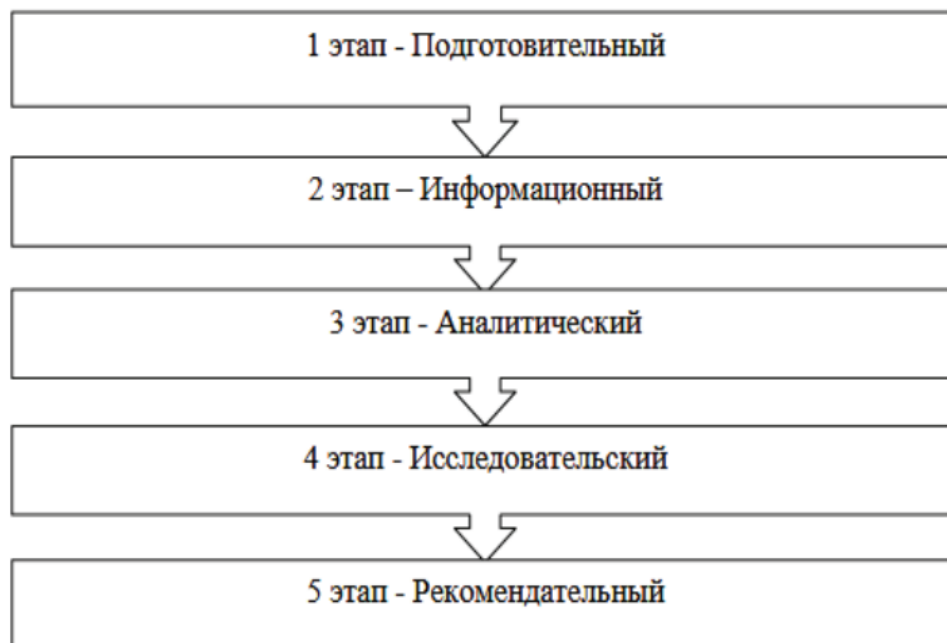 1 этап - Подготовительный
2 этап – Информационный
3 этап - Аналитический
4 этап - Исследовательский
5 этап - Рекомендательный